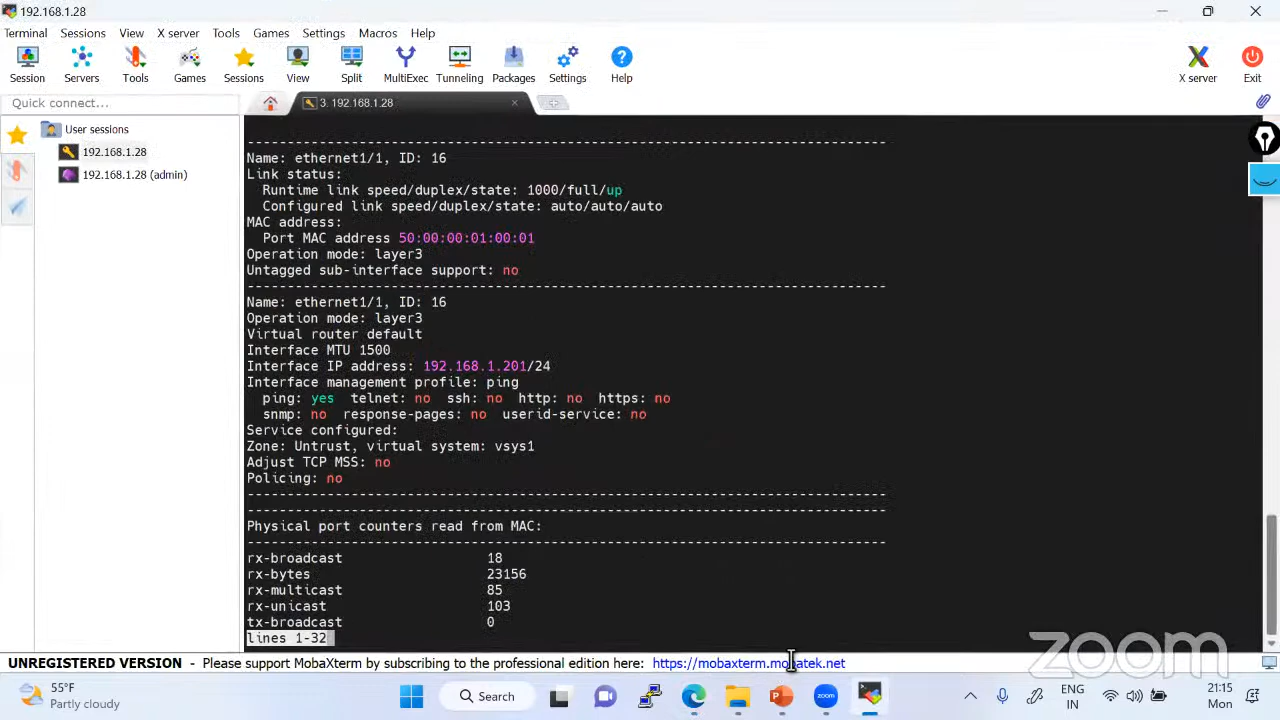 192.168.1.28
Terminal Sessions View X server Tools Games Settings Macros Help
Session Servers Tools Games Sessions View Split MultiExec Tunneling Packages Settings Help X server Exit
Quick connect...
3. 192.168.1.28
User sessions
192.168.1.28
192.168.1.28 (admin)
--------------------------------------------------------------------------------
Name: ethernet1/1, ID: 16
Link status:
Runtime link speed/duplex/state: 1000/full/up
Configured link speed/duplex/state: auto/auto/auto
MAC address:
Port MAC address 50:00:00:01:00:01
Operation mode: layer3
Untagged sub-interface support: no
--------------------------------------------------------------------------------
Name: ethernet1/1, ID: 16
Operation mode: layer3
Virtual router default
Interface MTU 1500
Interface IP address: 192.168.1.201/24
Interface management profile: ping
ping: yes telnet: no ssh: no http: no https: no
snmp: no response-pages: no userid-service: no
Service configured:
Zone: Untrust, virtual system: vsys1
Adjust TCP MSS: no
Policing: no
--------------------------------------------------------------------------------
--------------------------------------------------------------------------------
Physical port counters read from MAC:
--------------------------------------------------------------------------------
rx-broadcast 18
rx-bytes 23156
rx-multicast 85
rx-unicast 103
tx-broadcast 0
lines 1-32
zoom
UNREGISTERED VERSION - Please support MobaXterm by subscribing to the professional edition here: https://mobaxterm.mobatek.net
55°F
Partly cloudy
Search
zoom
ENG
IN
21:15
Mon